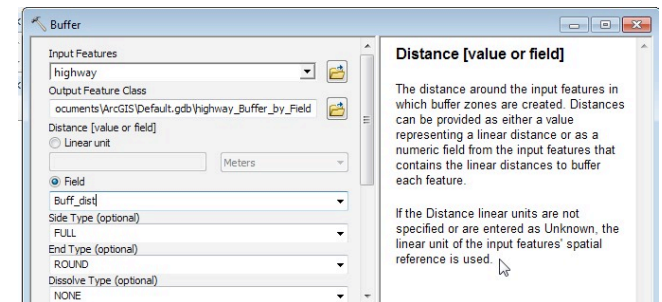 Buffer
Input Features
highway
Output Feature Class
ocuments\ArcGIS\Default.gdb\highway_Buffer_by_Field
Distance [value or field]
Linear unit
Meters
Field
Buff_dist
Side Type (optional)
FULL
End Type (optional)
ROUND
Dissolve Type (optional)
NONE
Distance [value or field]
The distance around the input features in
which buffer zones are created. Distances
can be provided as either a value
representing a linear distance or as a
numeric field from the input features that
contains the linear distances to buffer
each feature.
If the Distance linear units are not
specified or are entered as Unknown, the
linear unit of the input features' spatial
reference is used.